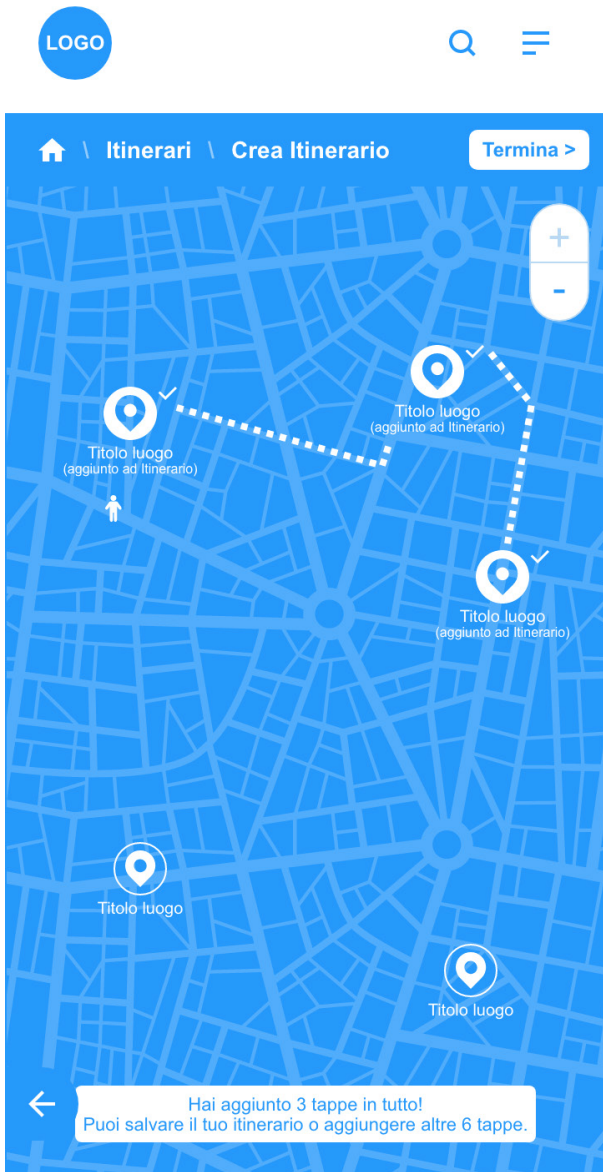 LOGO
\ Itinerari \ Crea Itinerario
Termina >
+
-
Titolo luogo
(aggiunto ad Itinerario)
Titolo luogo
(aggiunto ad Itinerario)
Titolo luogo
(aggiunto ad Itinerario)
Titolo luogo
Titolo luogo
Hai aggiunto 3 tappe in tutto!
Puoi salvare il tuo itinerario o aggiungere altre 6 tappe.